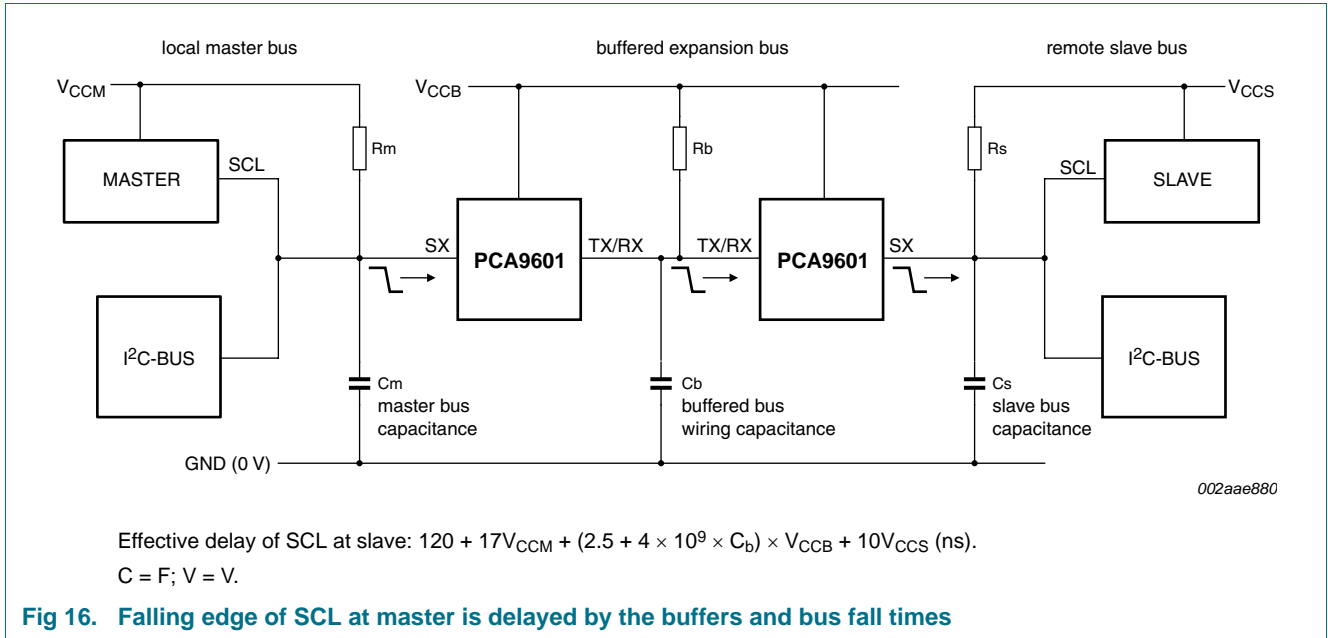 local master bus
buffered expansion bus
remote slave bus
VCCM
VCCB
VCCS
Rm
Rb
Rs
MASTER
SCL
SCL
SLAVE
SX
PCA9601
TX/RX
TX/RX
PCA9601
SX
I2C-BUS
I2C-BUS
Cm
master bus
capacitance
Cb
buffered bus
wiring capacitance
Cs
slave bus
capacitance
GND (0 V)
002aae880
Effective delay of SCL at slave: 120 + 17VCCM + (2.5 + 4 × 10⁹ × Cb) × VCCB + 10VCCS (ns).
C = F; V = V.
Fig 16. Falling edge of SCL at master is delayed by the buffers and bus fall times